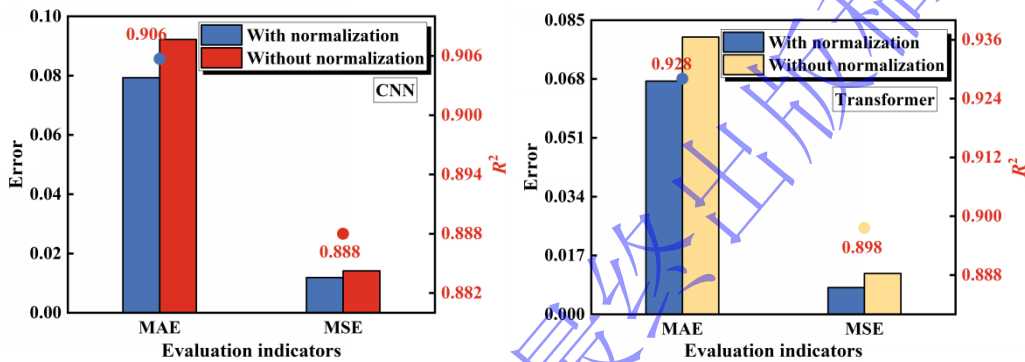 0.10
0.08
0.06
0.04
0.02
0.00
Error
0.906
With normalization
Without normalization
CNN
0.888
0.906
0.900
0.894
0.888
0.882
R²
MAE
MSE
Evaluation indicators
0.085
0.068
0.051
0.034
0.017
0.000
Error
0.928
With normalization
Without normalization
Transformer
0.898
0.936
0.924
0.912
0.900
0.888
R²
MAE
MSE
Evaluation indicators
出版